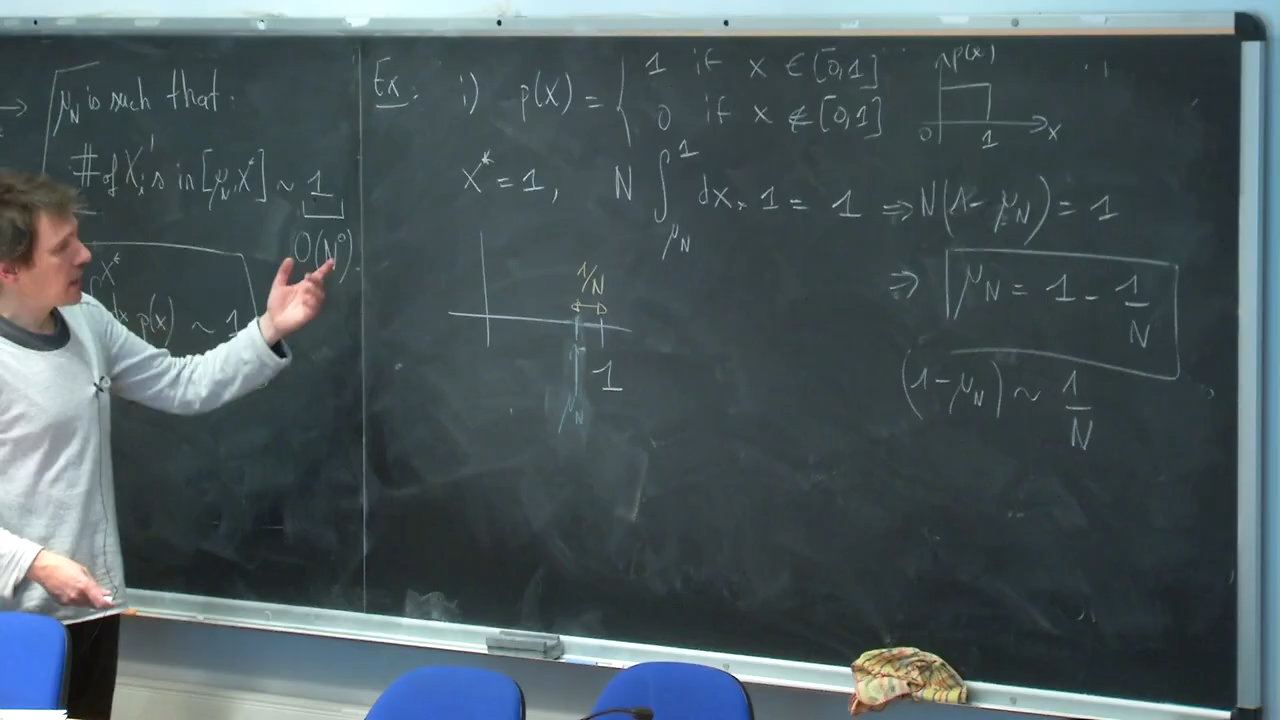 → μ_N is such that:
# of X_i's in [μ_N, x*] ~ 1
O(N⁰).
x*
dx p(x) ~ 1
Ex: i) p(X) = { 1 if x ∈ [0,1]
0 if x ∉ [0,1]
p(x)
0 1 x
x* = 1, N ∫_{μ_N}^{1} dx × 1 = 1 ⇒ N(1 - μ_N) = 1
⇒ μ_N = 1 - 1/N
(1 - μ_N) ~ 1/N
1/N
1
μ_N